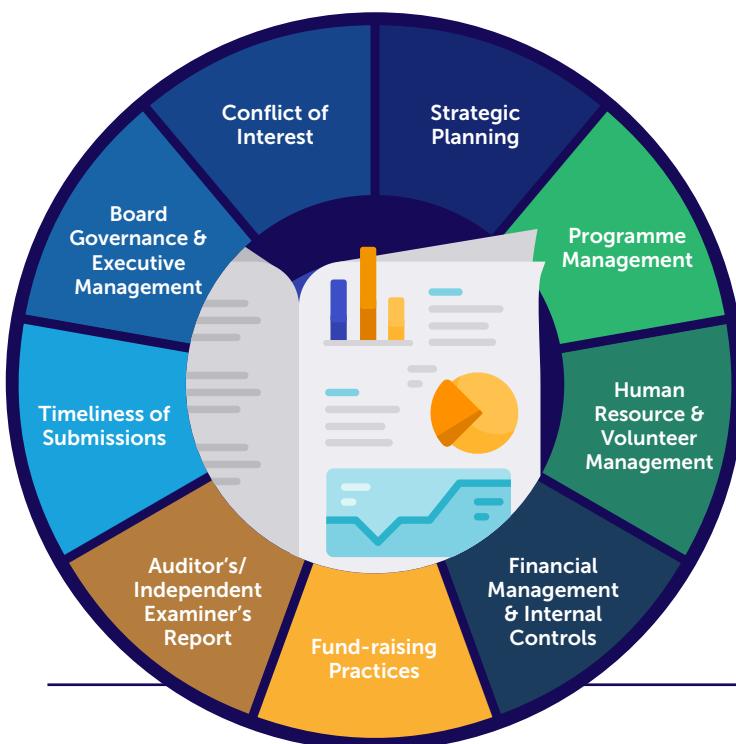 Conflict of
Interest
Strategic
Planning
Programme
Management
Human
Resource &
Volunteer
Management
Financial
Management
& Internal
Controls
Fund-raising
Practices
Auditor's/
Independent
Examiner's
Report
Timeliness of
Submissions
Board
Governance &
Executive
Management